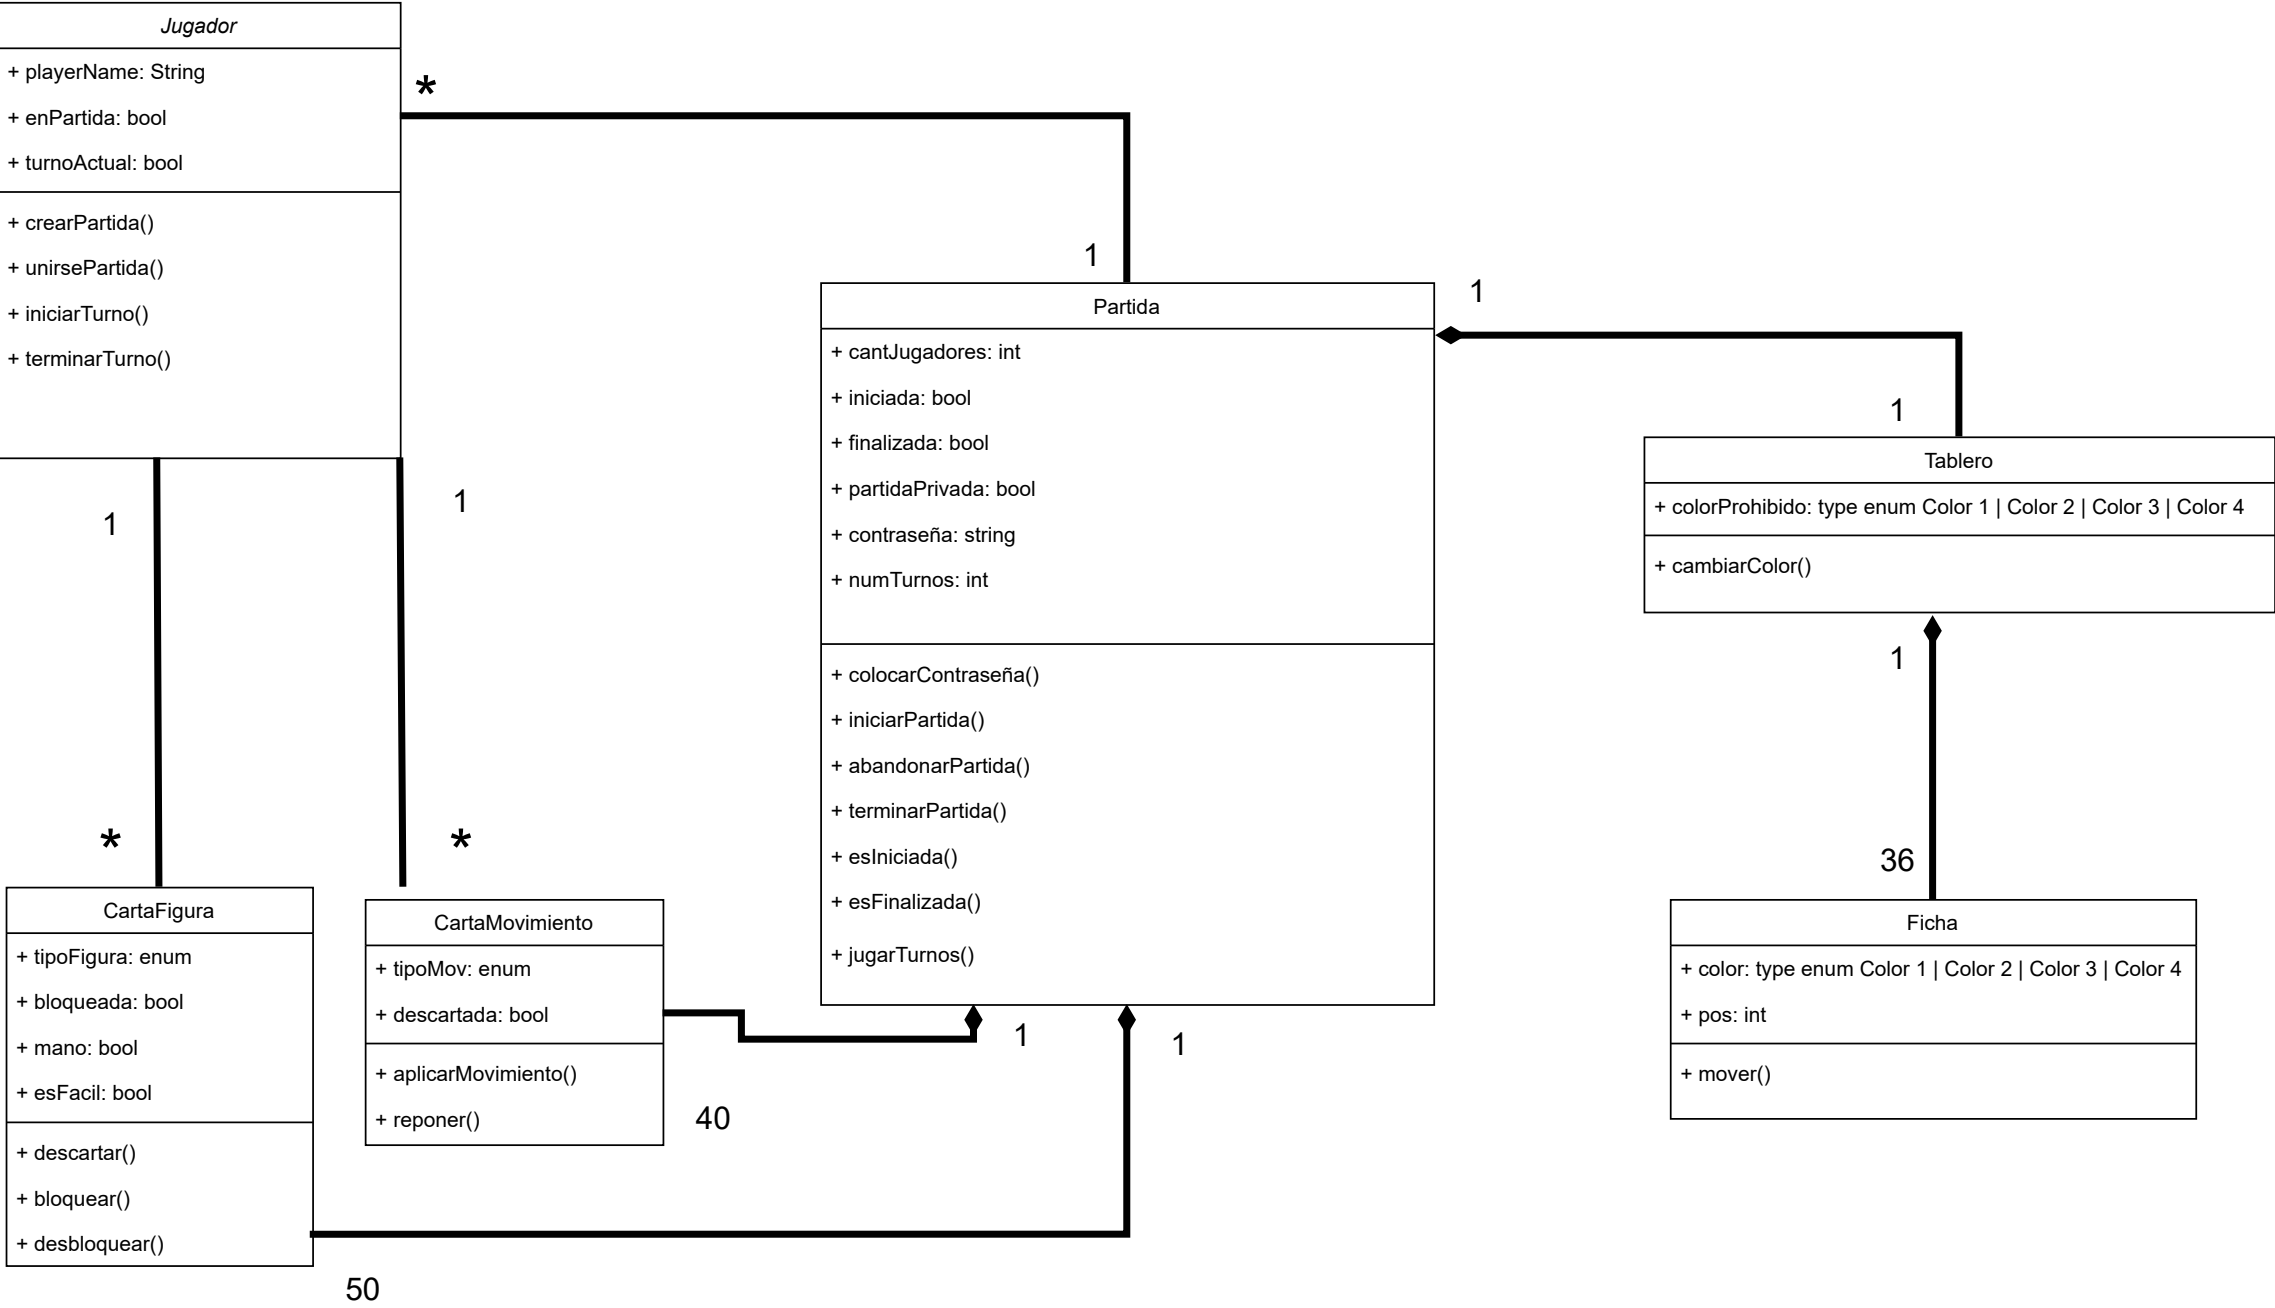 Jugador
+ playerName: String
+ enPartida: bool
+ turnoActual: bool
+ crearPartida()
+ unirsePartida()
+ iniciarTurno()
+ terminarTurno()
*
1
1
*
1
*
Partida
+ cantJugadores: int
+ iniciada: bool
+ finalizada: bool
+ partidaPrivada: bool
+ contraseña: string
+ numTurnos: int
+ colocarContraseña()
+ iniciarPartida()
+ abandonarPartida()
+ terminarPartida()
+ esIniciada()
+ esFinalizada()
+ jugarTurnos()
1
1
1
Tablero
+ colorProhibido: type enum Color 1 | Color 2 | Color 3 | Color 4
+ cambiarColor()
1
36
Ficha
+ color: type enum Color 1 | Color 2 | Color 3 | Color 4
+ pos: int
+ mover()
CartaFigura
+ tipoFigura: enum
+ bloqueada: bool
+ mano: bool
+ esFacil: bool
+ descartar()
+ bloquear()
+ desbloquear()
50
CartaMovimiento
+ tipoMov: enum
+ descartada: bool
+ aplicarMovimiento()
+ reponer()
40
1
1